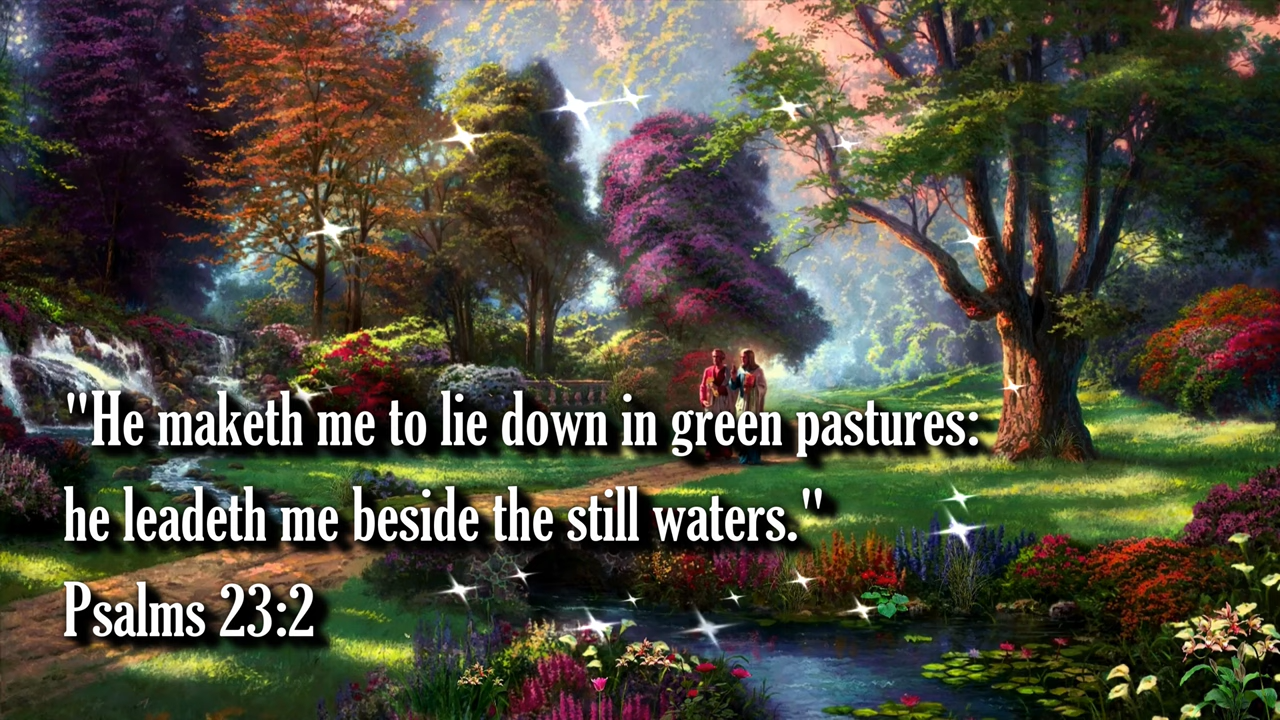 "He maketh me to lie down in green pastures:
he leadeth me beside the still waters."
Psalms 23:2